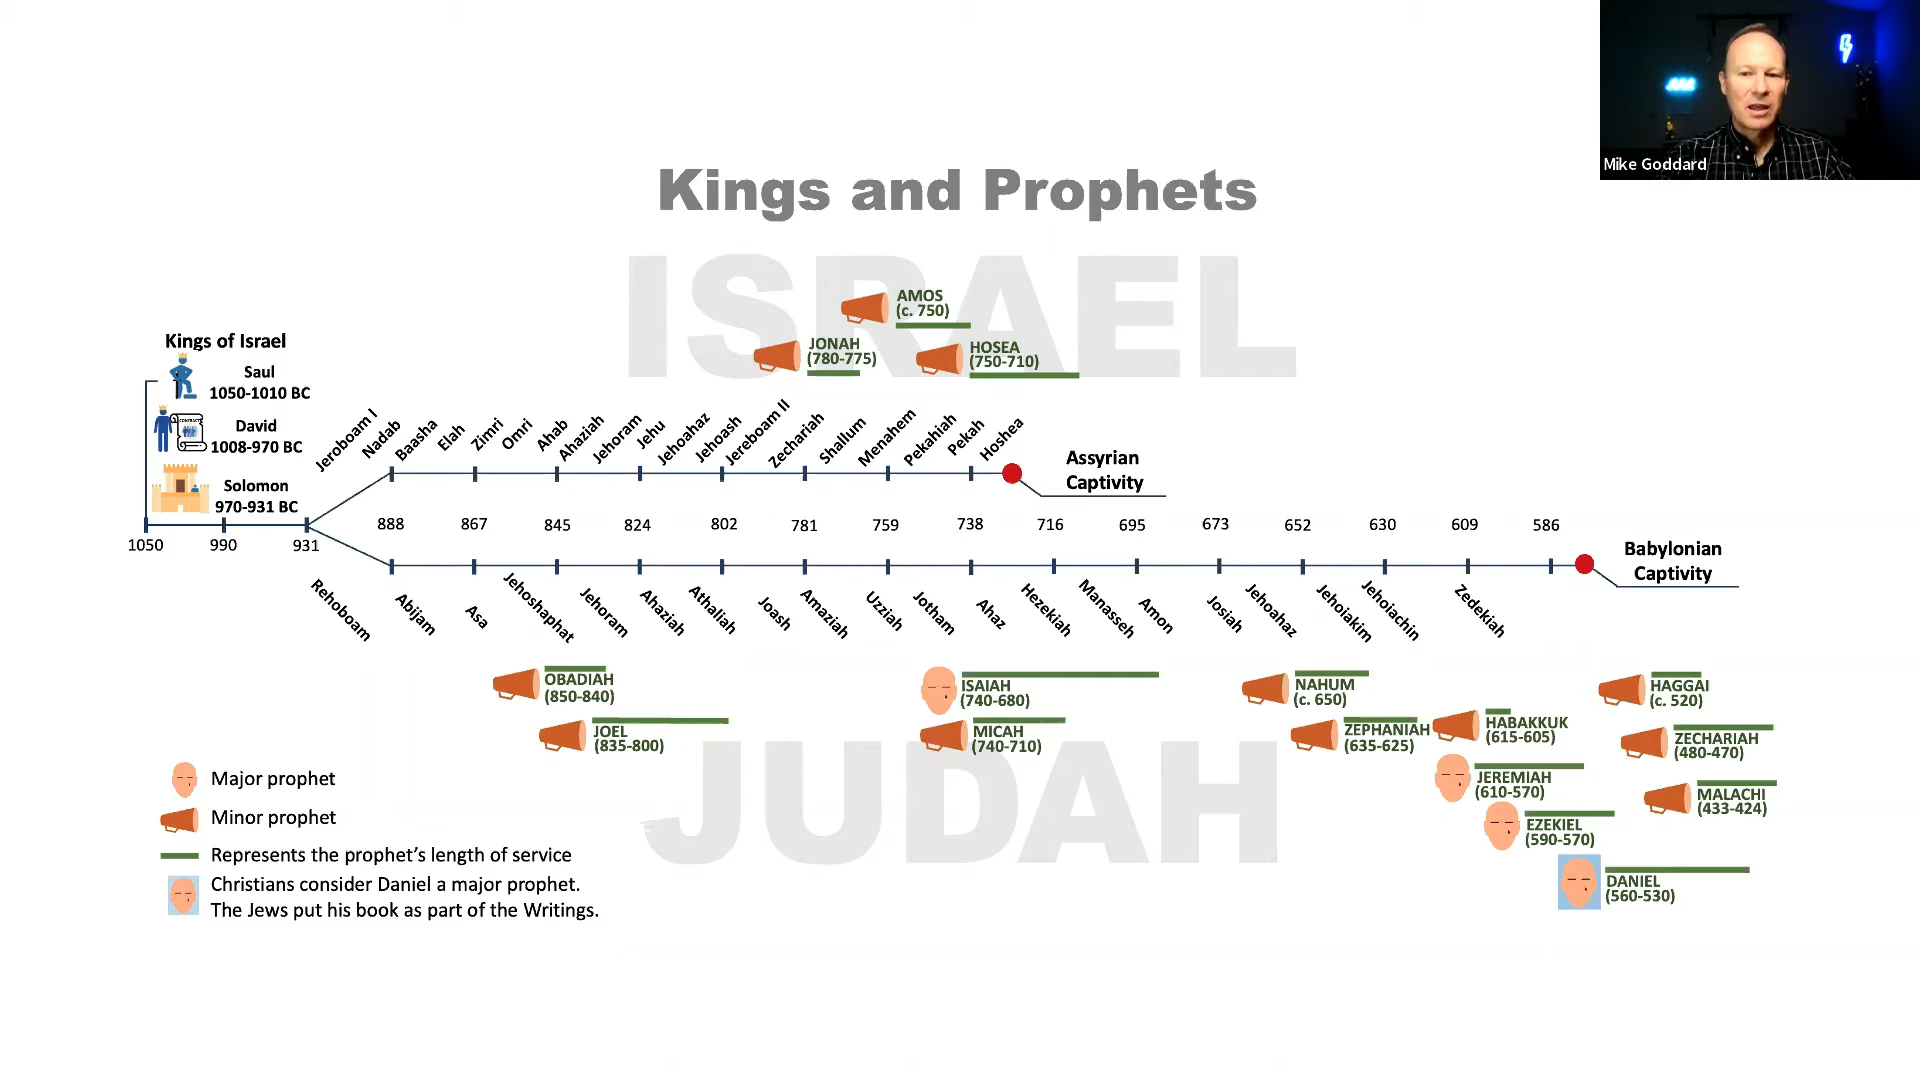 Mike Goddard
Kings and Prophets
ISRAEL
AMOS
(c. 750)
JONAH
(780-775)
HOSEA
(750-710)
Kings of Israel
Saul
1050-1010 BC
David
1008-970 BC
Solomon
970-931 BC
Jeroboam I
Nadab
Baasha
Elah
Zimri
Omri
Ahab
Ahaziah
Jehoram
Jehu
Jehoahaz
Jehoash
Jereboam II
Zechariah
Shallum
Menahem
Pekahiah
Pekah
Hoshea
Assyrian
Captivity
1050
990
931
888
867
845
824
802
781
759
738
716
695
673
652
630
609
586
Babylonian
Captivity
Rehoboam
Abijam
Asa
Jehoshaphat
Jehoram
Ahaziah
Athaliah
Joash
Amaziah
Uzziah
Jotham
Ahaz
Hezekiah
Manasseh
Amon
Josiah
Jehoahaz
Jehoiakim
Jehoiachin
Zedekiah
OBADIAH
(850-840)
JOEL
(835-800)
ISAIAH
(740-680)
MICAH
(740-710)
NAHUM
(c. 650)
ZEPHANIAH
(635-625)
HABAKKUK
(615-605)
JEREMIAH
(610-570)
EZEKIEL
(590-570)
DANIEL
(560-530)
HAGGAI
(c. 520)
ZECHARIAH
(480-470)
MALACHI
(433-424)
JUDAH
Major prophet
Minor prophet
Represents the prophet's length of service
Christians consider Daniel a major prophet.
The Jews put his book as part of the Writings.